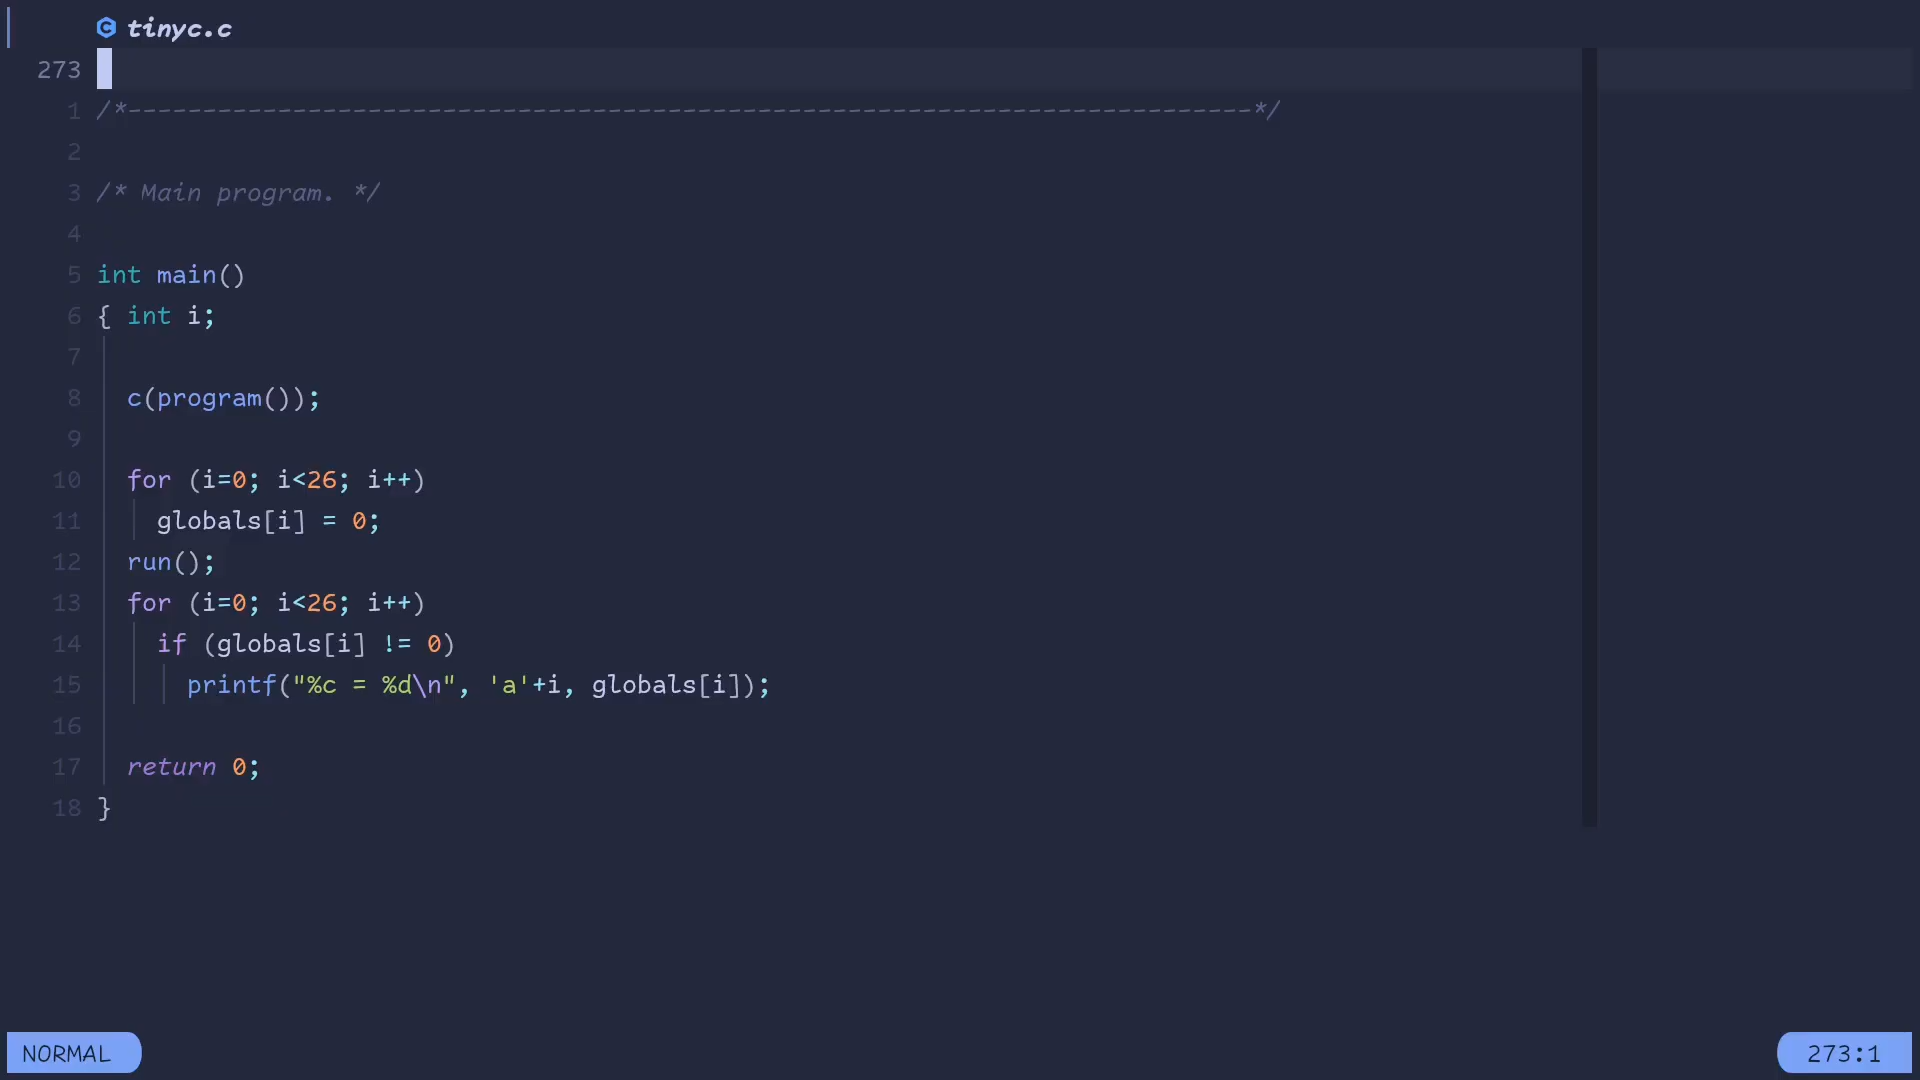 tinyc.c
273
1 /*---------------------------------------------------------------------------*/
2
3 /* Main program. */
4
5 int main()
6 { int i;
7
8   c(program());
9
10   for (i=0; i<26; i++)
11     globals[i] = 0;
12   run();
13   for (i=0; i<26; i++)
14     if (globals[i] != 0)
15       printf("%c = %d\n", 'a'+i, globals[i]);
16
17   return 0;
18 }
NORMAL 273:1